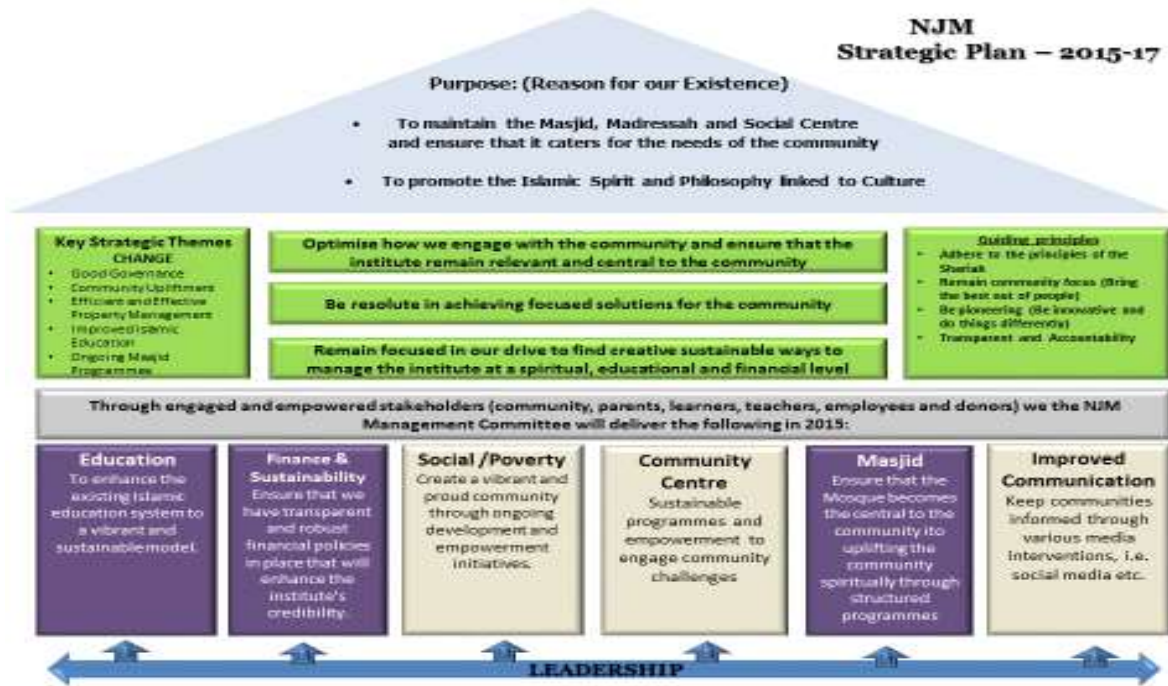 NJM
Strategic Plan – 2015-17
Purpose: (Reason for our Existence)
• To maintain the Masjid, Madressah and Social Centre
and ensure that it caters for the needs of the community
• To promote the Islamic Spirit and Philosophy linked to Culture
Key Strategic Themes
CHANGE
• Good Governance
• Community Upliftment
• Efficient and Effective
Property Management
• Improved Islamic
Education
• Ongoing Masjid
Programmes
Optimise how we engage with the community and ensure that the
institute remain relevant and central to the community
Be resolute in achieving focused solutions for the community
Remain focused in our drive to find creative sustainable ways to
manage the institute at a spiritual, educational and financial level
Guiding principles
• Adhere to the principles of the
Shariah
• Remain community focus (Bring
the best out of people)
• Be pioneering (Be innovative and
do things differently)
• Transparent and Accountability
Through engaged and empowered stakeholders (community, parents, learners, teachers, employees and donors) we the NJM
Management Committee will deliver the following in 2015:
Education
To enhance the
existing Islamic
education system to
a vibrant and
sustainable model.
Finance &
Sustainability
Ensure that we
have transparent
and robust
financial policies
in place that will
enhance the
institute's
credibility.
Social /Poverty
Create a vibrant and
proud community
through ongoing
development and
empowerment
initiatives.
Community
Centre
Sustainable
programmes and
empowerment to
engage community
challenges
Masjid
Ensure that the
Mosque becomes
the central to the
community ito
uplifting the
community
spiritually through
structured
programmes
Improved
Communication
Keep communities
informed through
various media
interventions, i.e.
social media etc.
LEADERSHIP